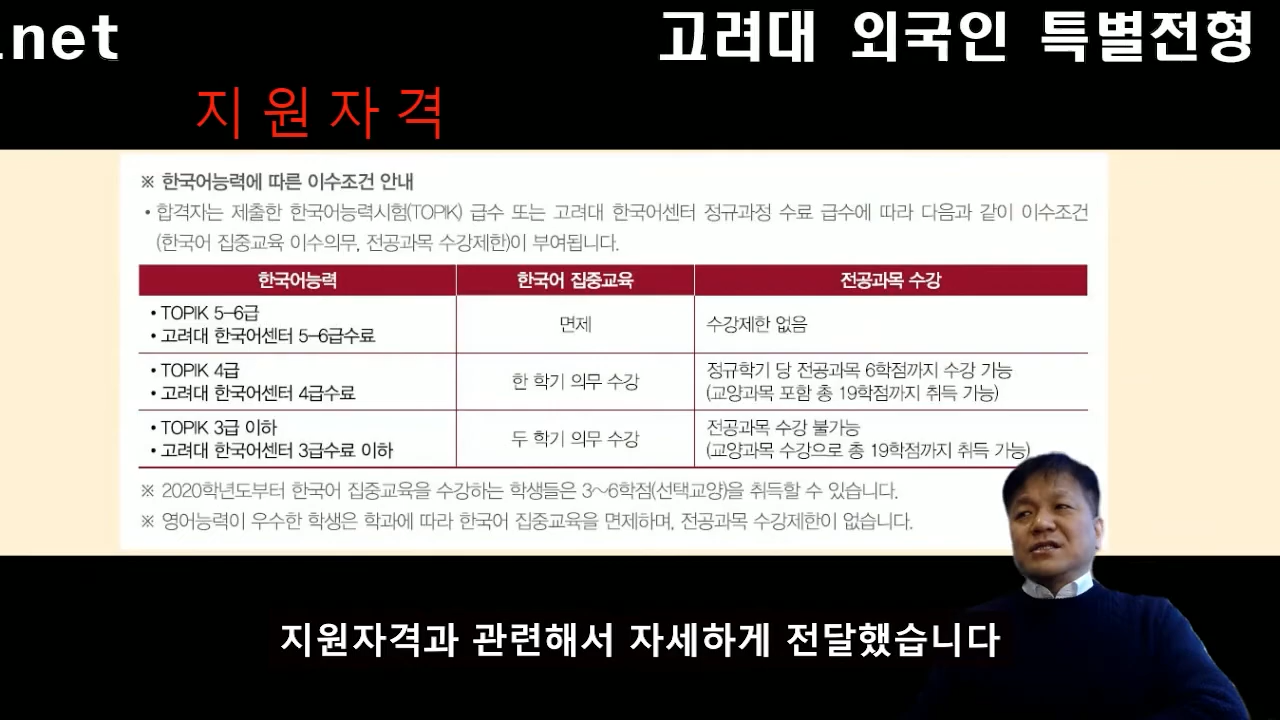 .net
고려대 외국인 특별전형
지원자격
※ 한국어능력에 따른 이수조건 안내
• 합격자는 제출한 한국어능력시험(TOPIK) 급수 또는 고려대 한국어센터 정규과정 수료 급수에 따라 다음과 같이 이수조건
(한국어 집중교육 이수의무, 전공과목 수강제한)이 부여됩니다.
한국어능력 한국어 집중교육 전공과목 수강
• TOPIK 5–6급
• 고려대 한국어센터 5–6급수료
면제
수강제한 없음
• TOPIK 4급
• 고려대 한국어센터 4급수료
한 학기 의무 수강
정규학기 당 전공과목 6학점까지 수강 가능
(교양과목 포함 총 19학점까지 취득 가능)
• TOPIK 3급 이하
• 고려대 한국어센터 3급수료 이하
두 학기 의무 수강
전공과목 수강 불가능
(교양과목 수강으로 총 19학점까지 취득 가능)
※ 2020학년도부터 한국어 집중교육을 수강하는 학생들은 3~6학점(선택교양)을 취득할 수 있습니다.
※ 영어능력이 우수한 학생은 학과에 따라 한국어 집중교육을 면제하며, 전공과목 수강제한이 없습니다.
지원자격과 관련해서 자세하게 전달했습니다